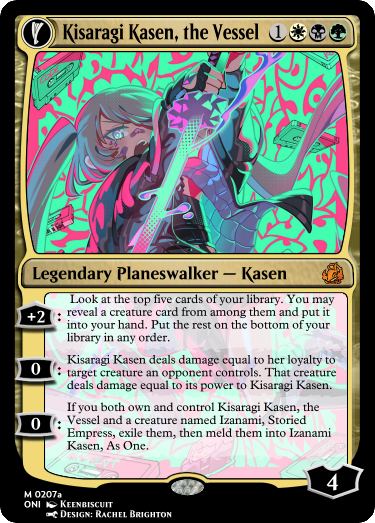 Kisaragi Kasen, the Vessel 1
Legendary Planeswalker — Kasen
+2: Look at the top five cards of your library. You may
reveal a creature card from among them and put it
into your hand. Put the rest on the bottom of your
library in any order.
0: Kisaragi Kasen deals damage equal to her loyalty to
target creature an opponent controls. That creature
deals damage equal to its power to Kisaragi Kasen.
0: If you both own and control Kisaragi Kasen, the
Vessel and a creature named Izanami, Storied
Empress, exile them, then meld them into Izanami
Kasen, As One.
4
M 0207a
ONI KEENBISCUIT
DESIGN: RACHEL BRIGHTON